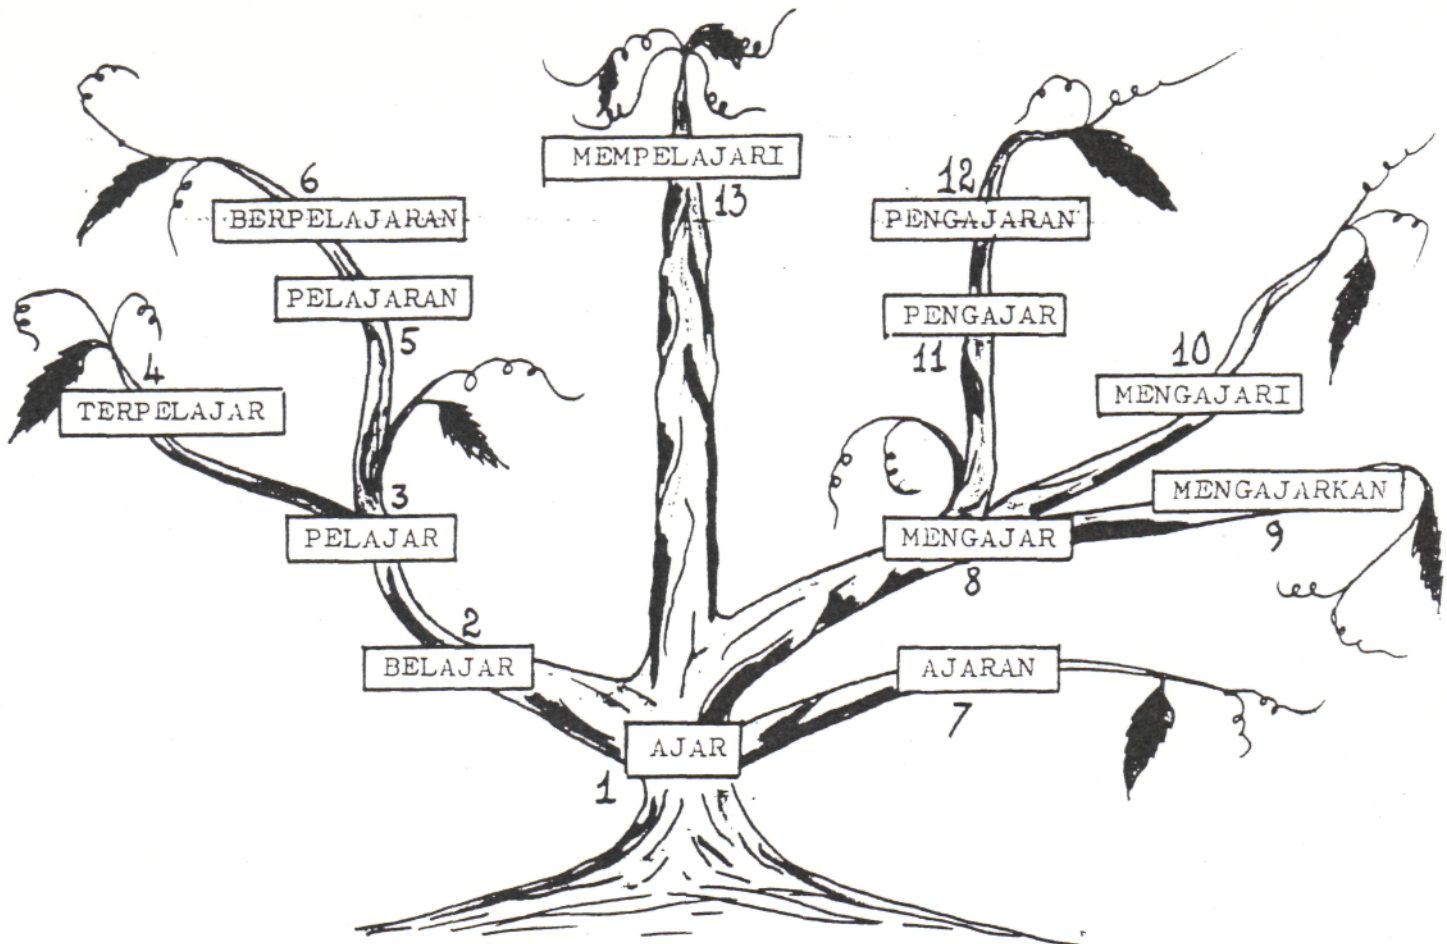 MEMPELAJARI
13
6
BERPELAJARAN
12
PENGAJARAN
PELAJARAN
5
PENGAJAR
11
4
TERPELAJAR
10
MENGAJARI
3
PELAJAR
MENGAJARKAN
9
MENGAJAR
8
2
BELAJAR
AJARAN
7
AJAR
1